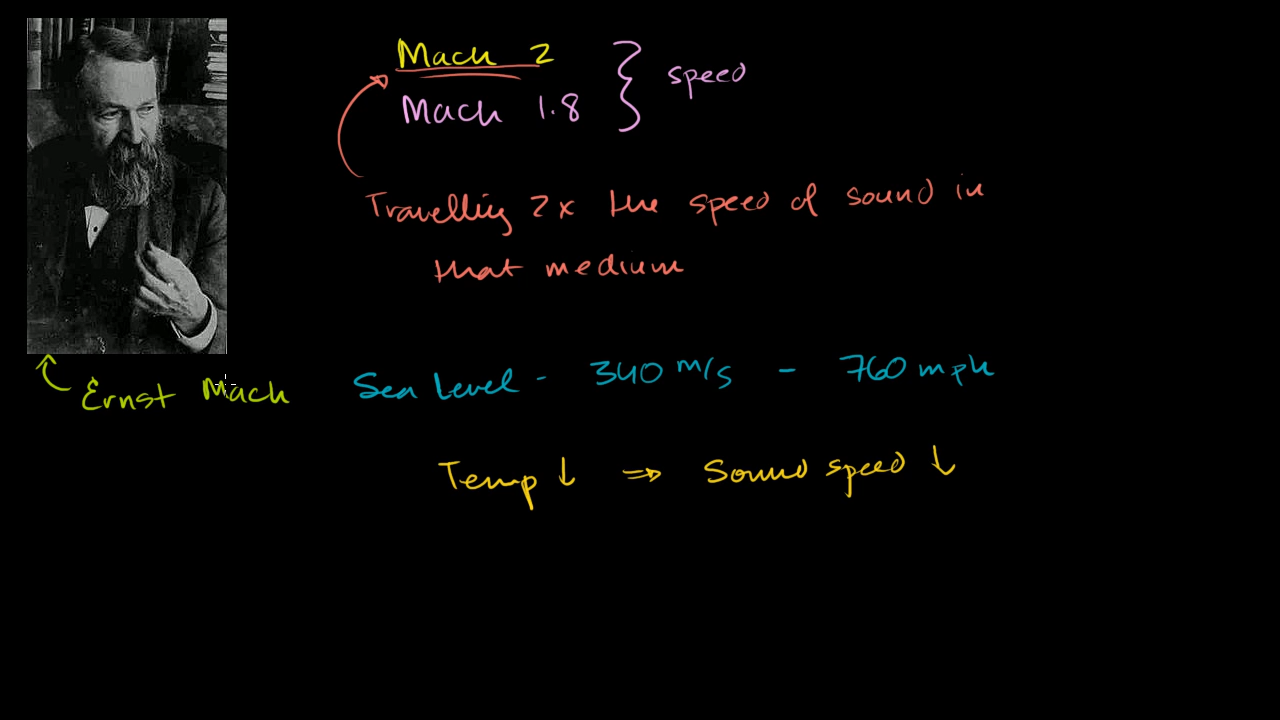 Mach 2
Mach 1.8
speed
Travelling 2x the speed of sound in
that medium
Ernst Mach
Sea Level - 340 m/s - 760 mph
Temp ↓ ⇒ Sound speed ↓